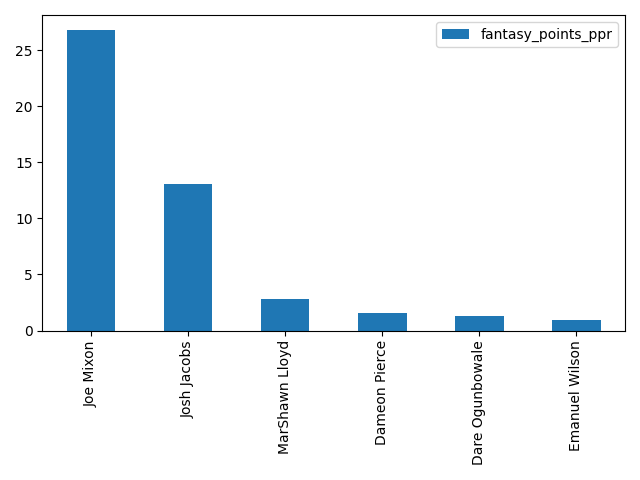 fantasy_points_ppr
25
20
15
10
5
0
Joe Mixon
Josh Jacobs
MarShawn Lloyd
Dameon Pierce
Dare Ogunbowale
Emanuel Wilson